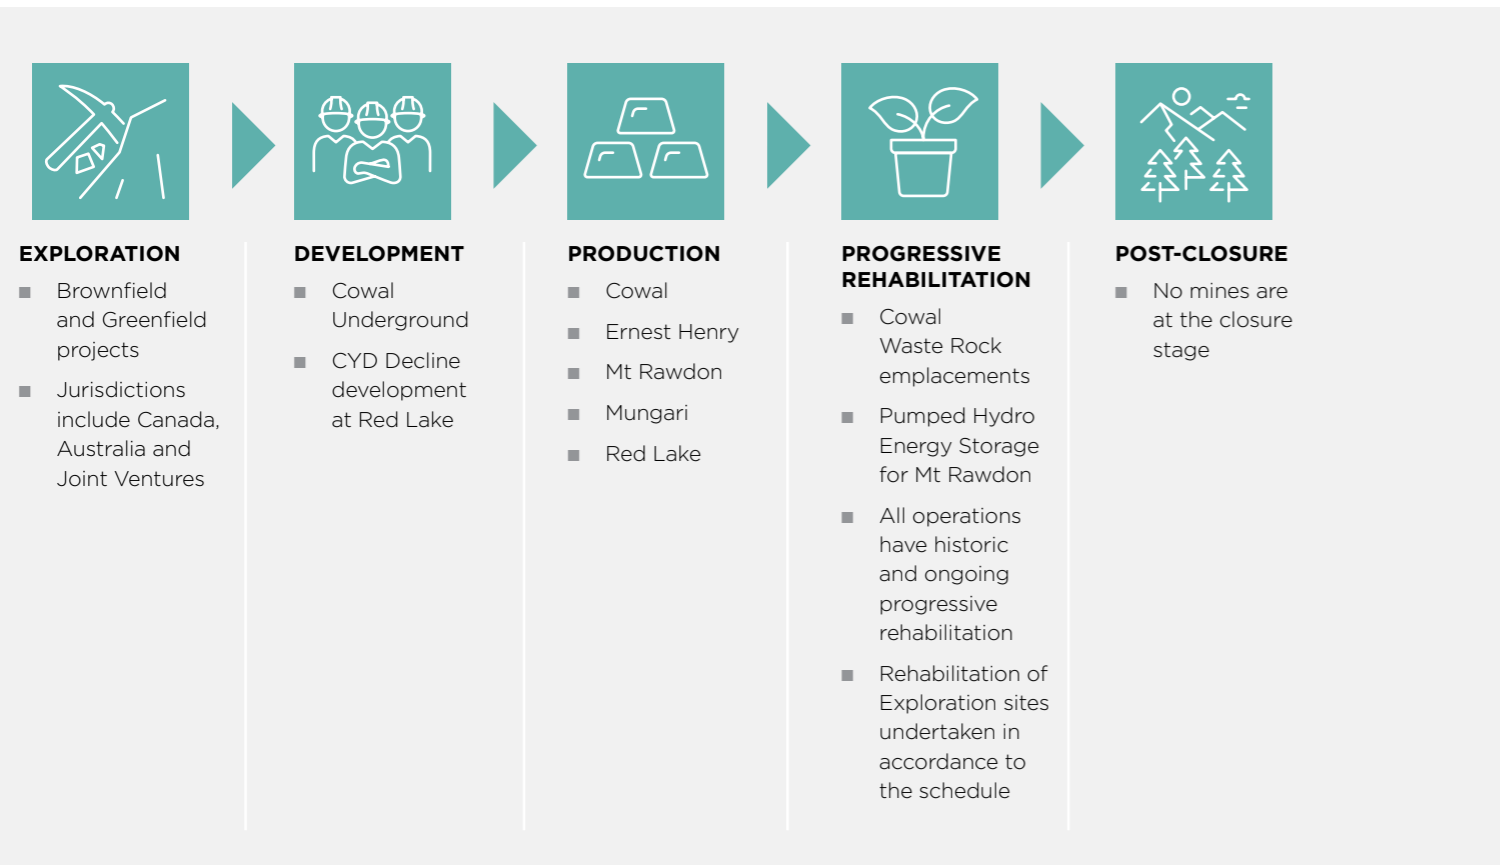 EXPLORATION
Brownfield
and Greenfield
projects
Jurisdictions
include Canada,
Australia and
Joint Ventures
DEVELOPMENT
Cowal
Underground
CYD Decline
development
at Red Lake
PRODUCTION
Cowal
Ernest Henry
Mt Rawdon
Mungari
Red Lake
PROGRESSIVE
REHABILITATION
Cowal
Waste Rock
emplacements
Pumped Hydro
Energy Storage
for Mt Rawdon
All operations
have historic
and ongoing
progressive
rehabilitation
Rehabilitation of
Exploration sites
undertaken in
accordance to
the schedule
POST-CLOSURE
No mines are
at the closure
stage